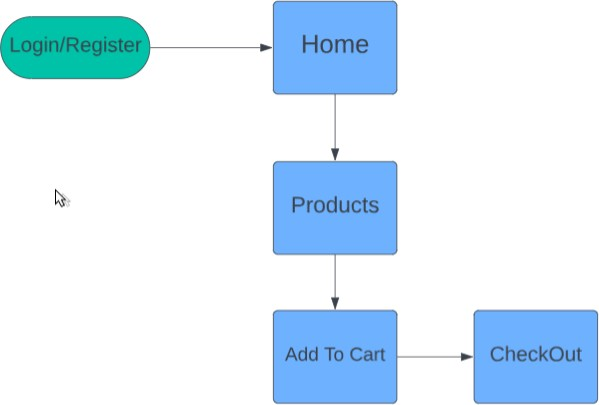 Login/Register
Home
Products
Add To Cart
CheckOut